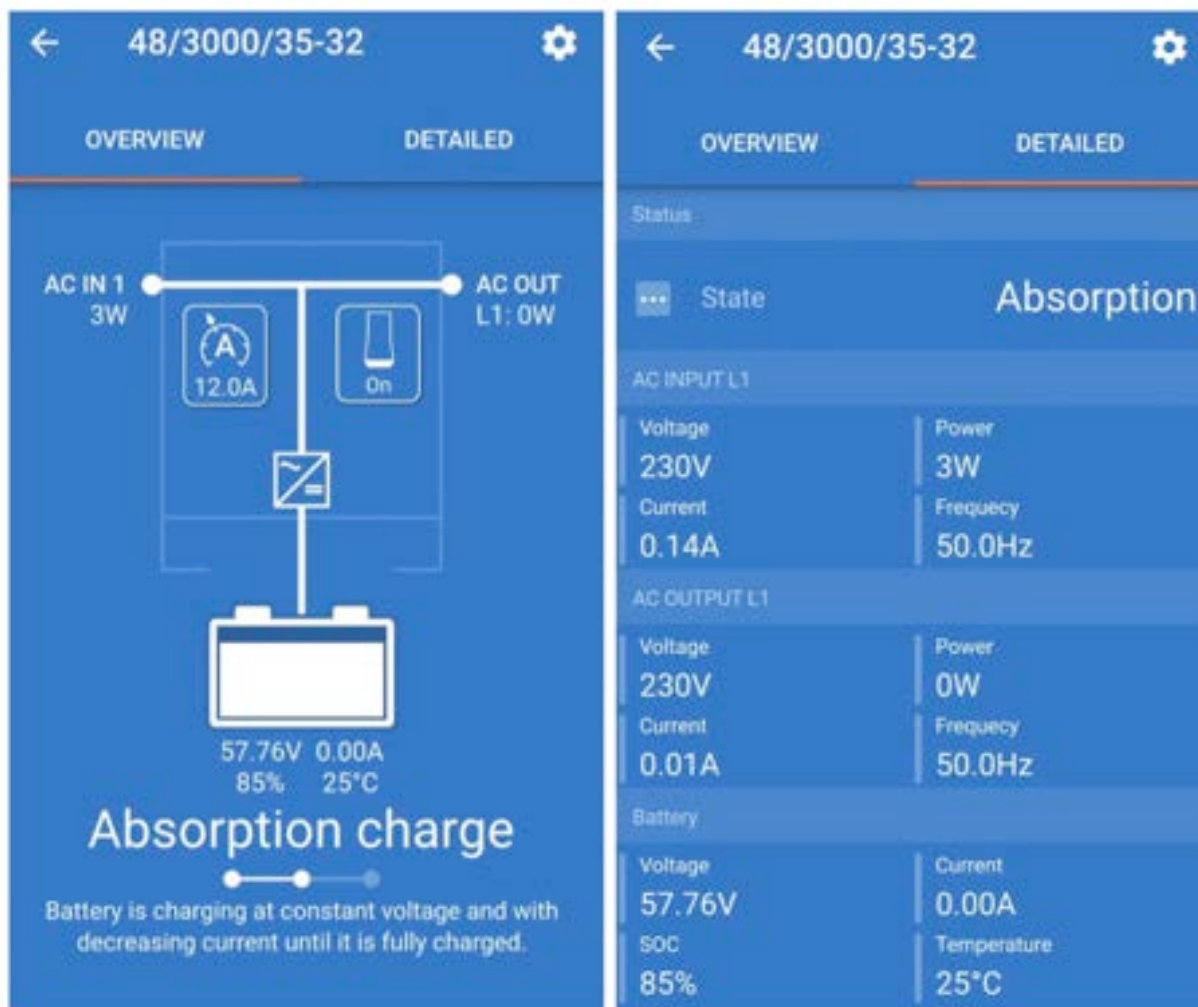 48/3000/35-32
OVERVIEW DETAILED
AC IN 1
3W
AC OUT
L1: 0W
A
12.0A
On
57.76V 0.00A
85% 25°C
Absorption charge
Battery is charging at constant voltage and with
decreasing current until it is fully charged.
48/3000/35-32
OVERVIEW DETAILED
Status
State Absorption
AC INPUT L1
Voltage Power
230V 3W
Current Frequecy
0.14A 50.0Hz
AC OUTPUT L1
Voltage Power
230V 0W
Current Frequecy
0.01A 50.0Hz
Battery
Voltage Current
57.76V 0.00A
SOC Temperature
85% 25°C